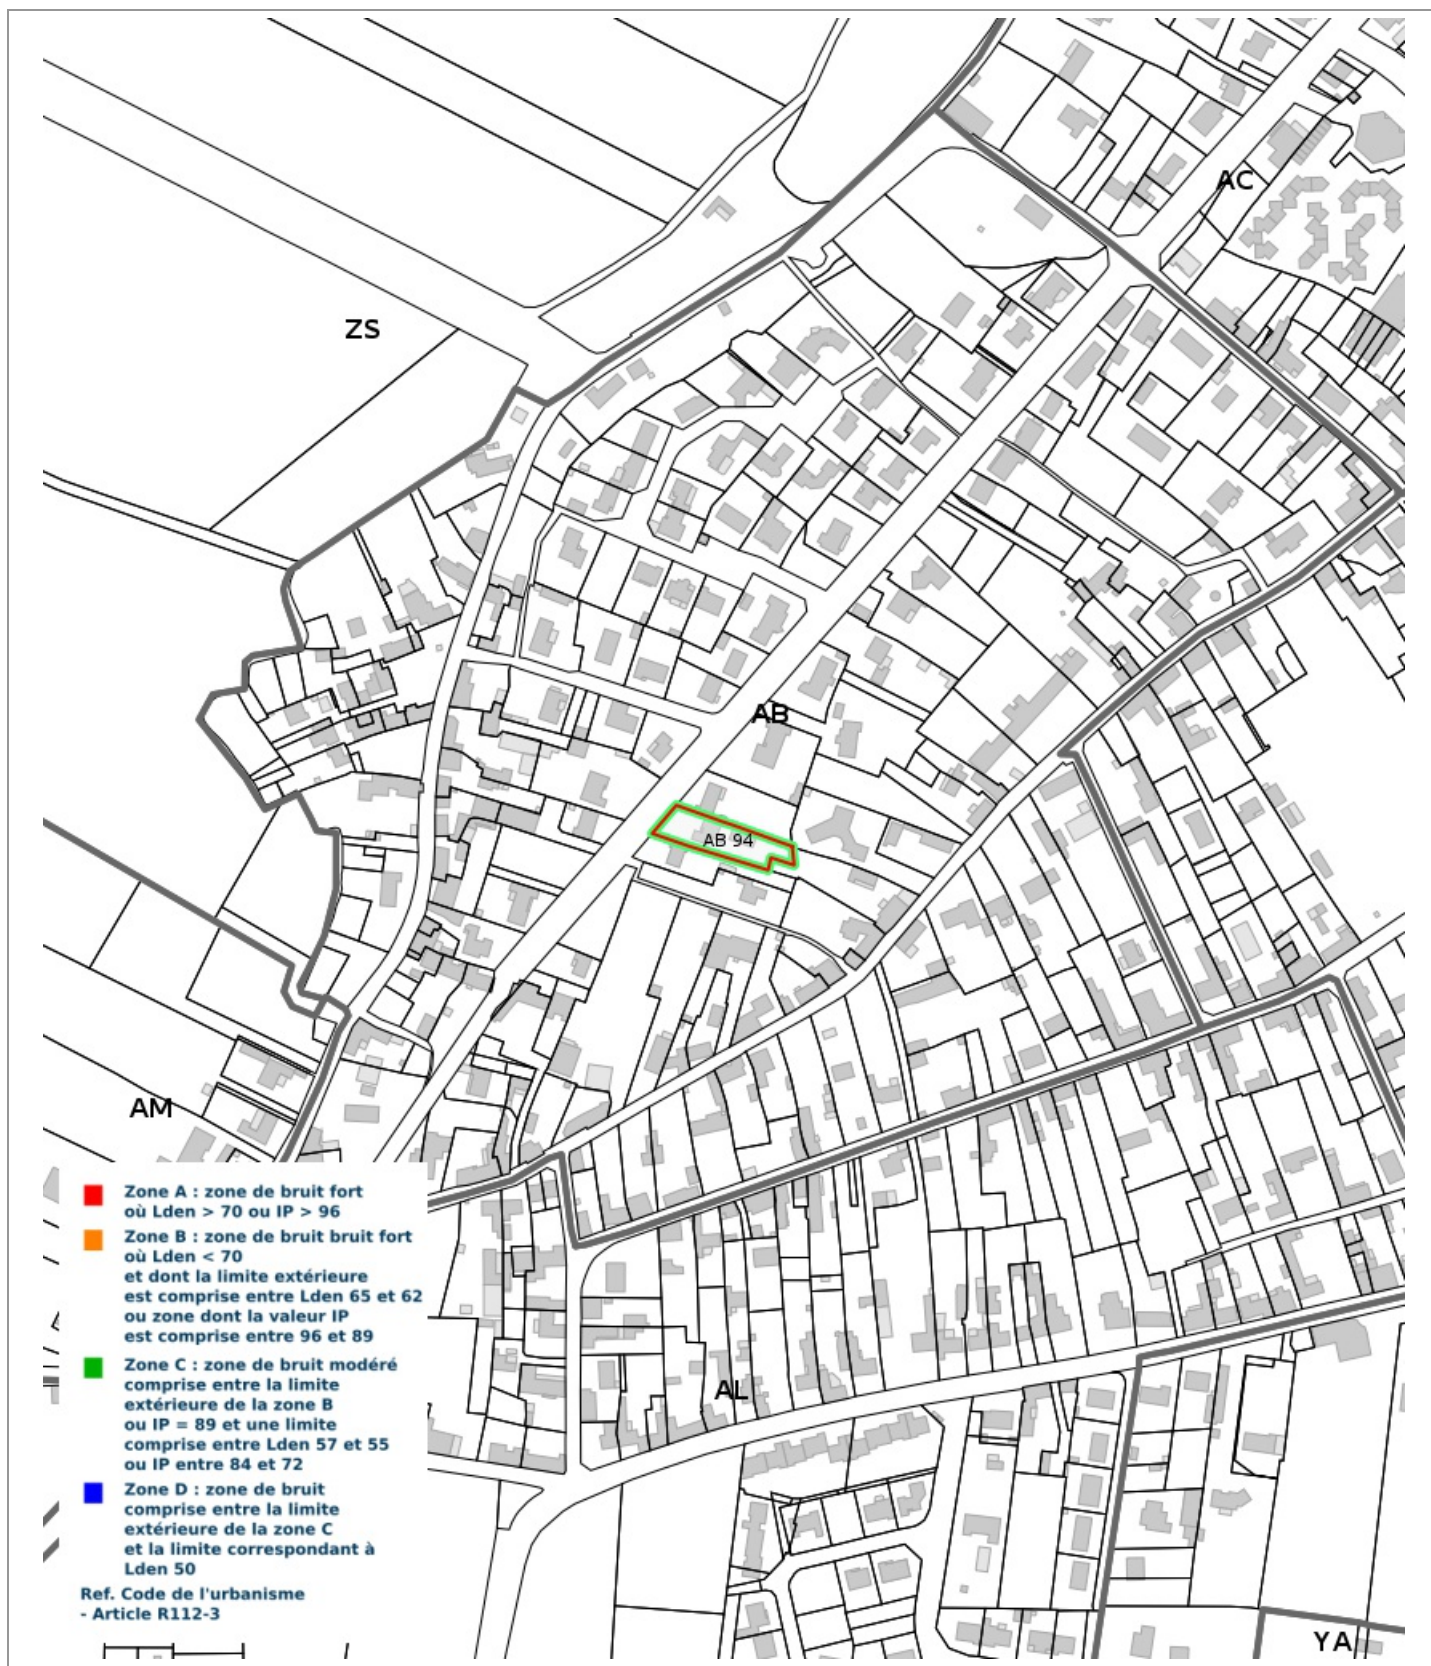 AC
ZS
AB
AB 94
AM
Zone A : zone de bruit fort
où Lden > 70 ou IP > 96
Zone B : zone de bruit bruit fort
où Lden < 70
et dont la limite extérieure
est comprise entre Lden 65 et 62
ou zone dont la valeur IP
est comprise entre 96 et 89
Zone C : zone de bruit modéré
comprise entre la limite
extérieure de la zone B
ou IP = 89 et une limite
comprise entre Lden 57 et 55
ou IP entre 84 et 72
Zone D : zone de bruit
comprise entre la limite
extérieure de la zone C
et la limite correspondant à
Lden 50
Ref. Code de l'urbanisme
- Article R112-3
AL
YA